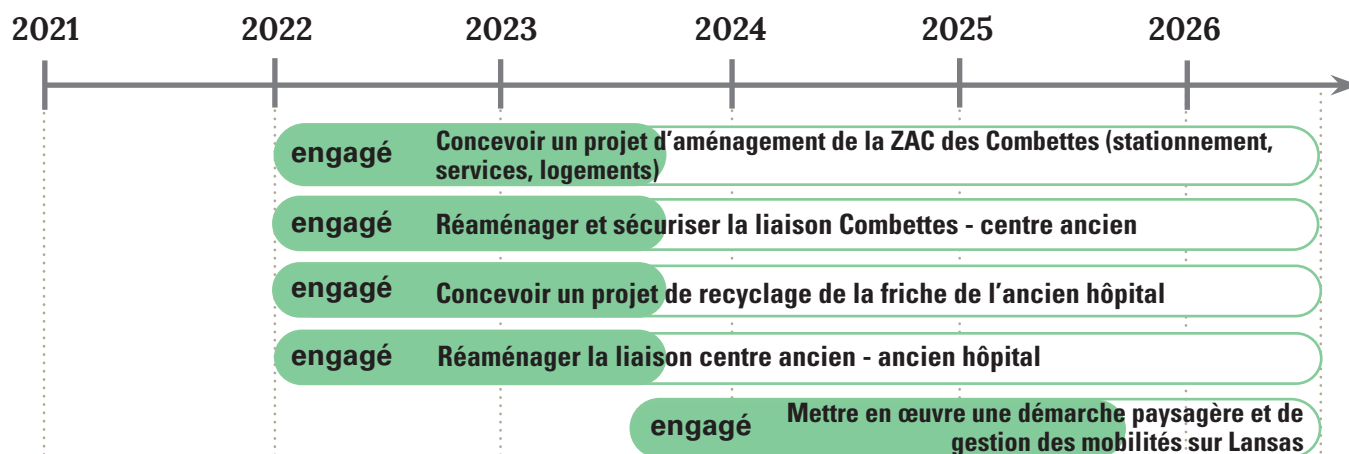 2021 2022 2023 2024 2025 2026
engagé Concevoir un projet d'aménagement de la ZAC des Combettes (stationnement,
services, logements)
engagé Réaménager et sécuriser la liaison Combettes - centre ancien
engagé Concevoir un projet de recyclage de la friche de l'ancien hôpital
engagé Réaménager la liaison centre ancien - ancien hôpital
engagé Mettre en œuvre une démarche paysagère et de
gestion des mobilités sur Lansas